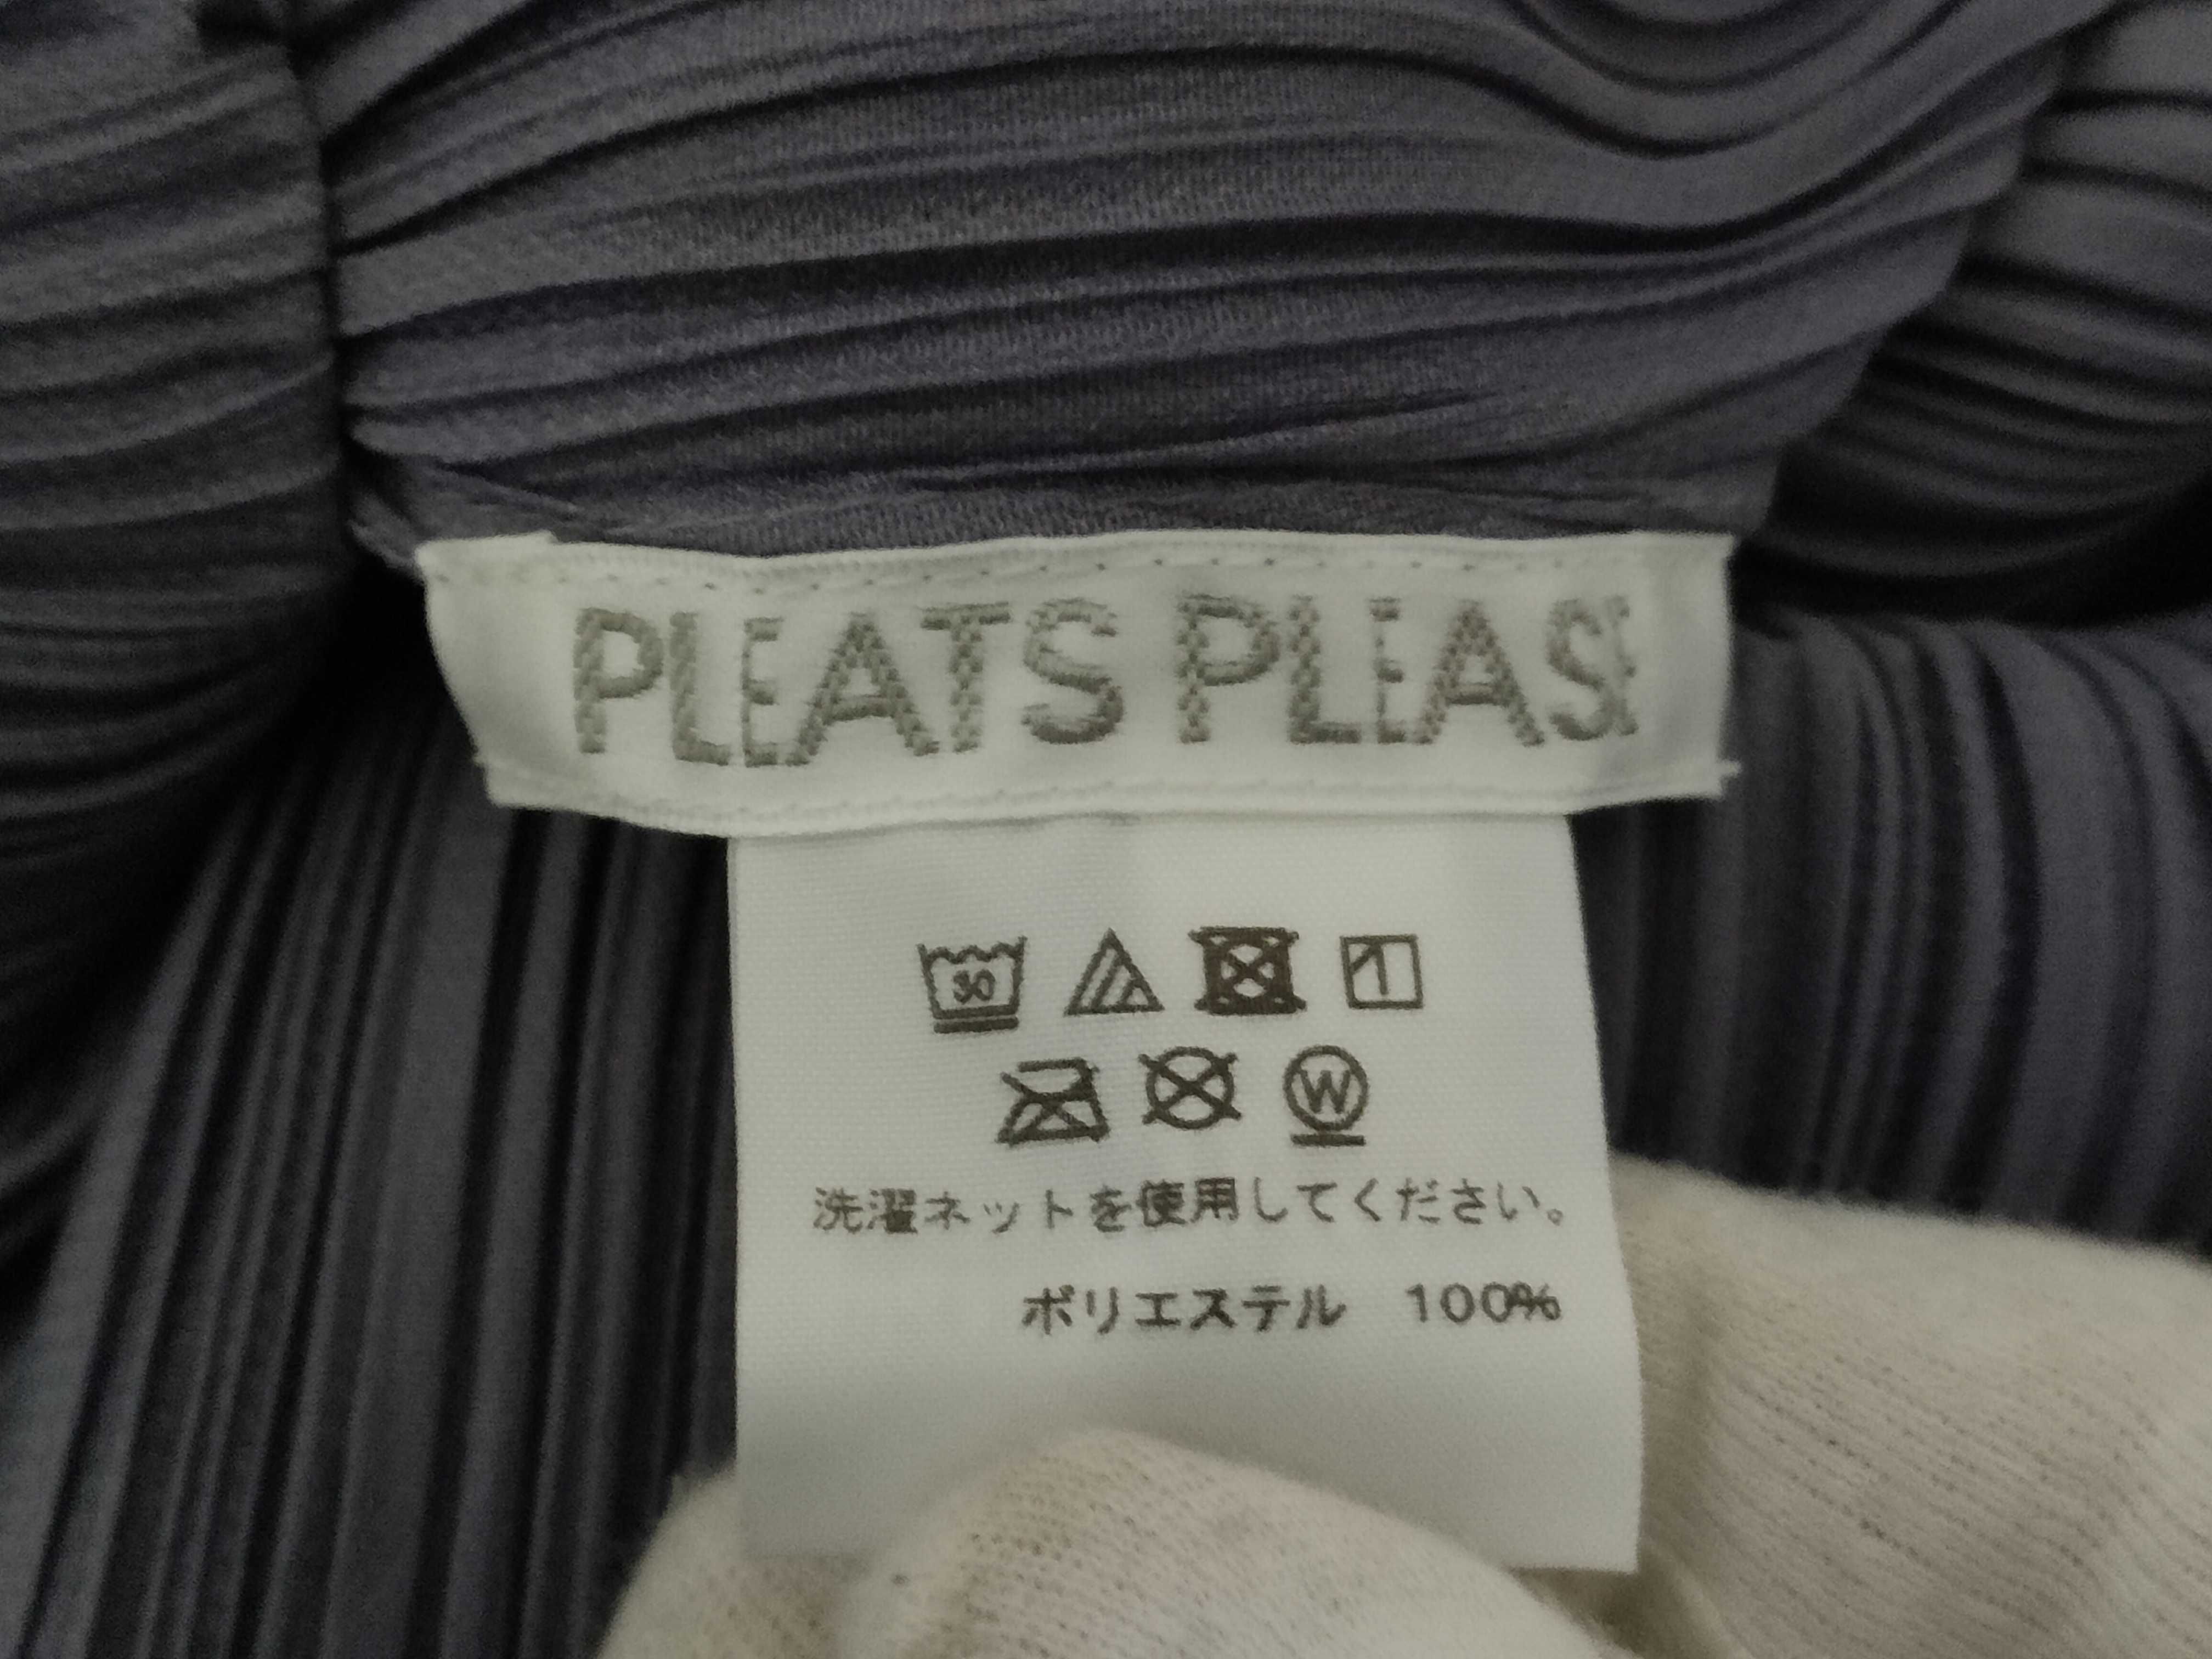 PLEATS PLEASE
30
W
洗濯ネットを使用してください。
ポリエステル 100%